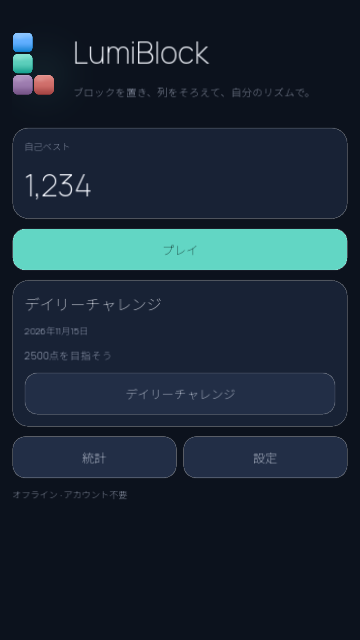 LumiBlock
ブロックを置き、列をそろえて、自分のリズムで。
自己ベスト
1,234
プレイ
デイリーチャレンジ
2026年11月15日
2500点を目指そう
デイリーチャレンジ
統計
設定
オフライン · アカウント不要